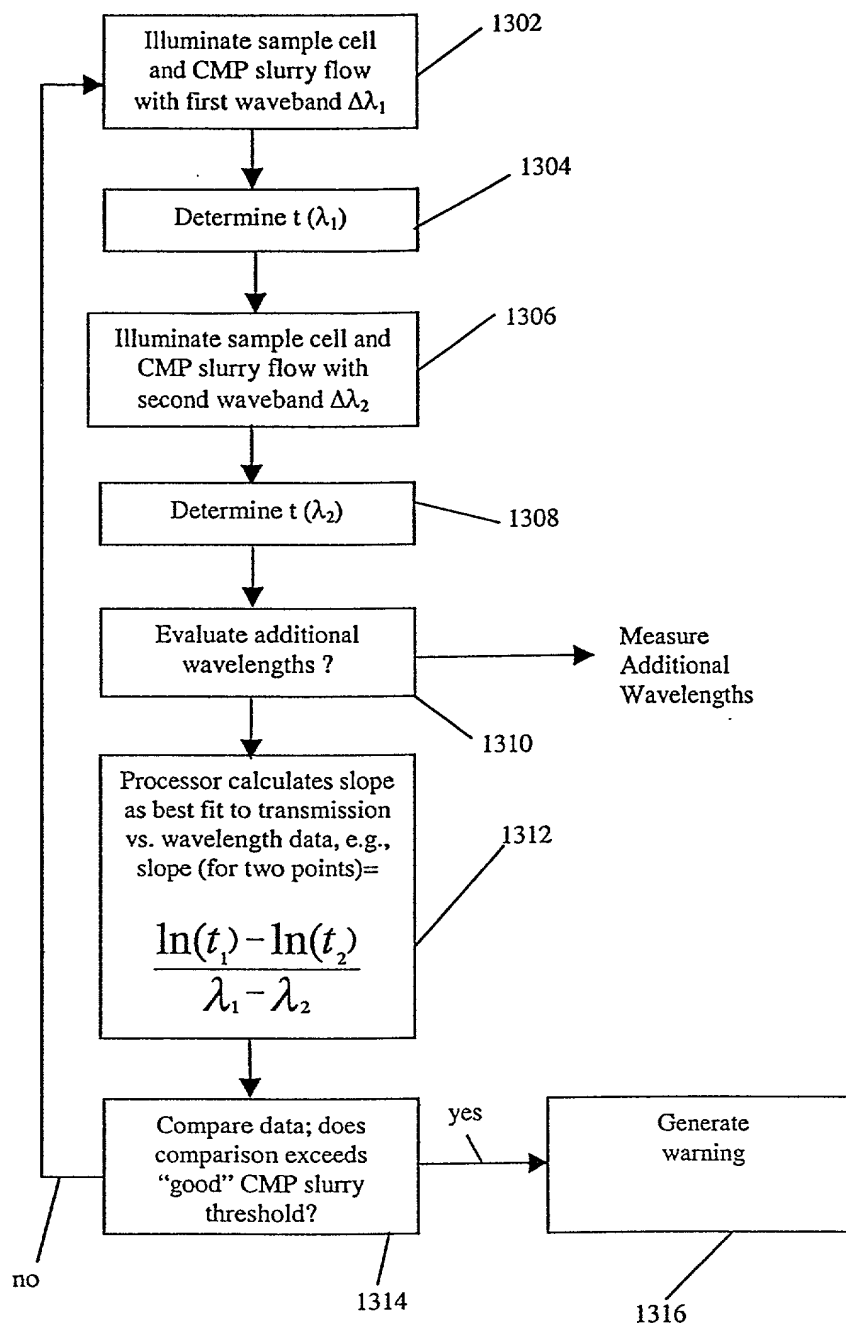 Illuminate sample cell
and CMP slurry flow
with first waveband Δλ₁
1302
Determine t (λ₁)
1304
Illuminate sample cell and
CMP slurry flow with
second waveband Δλ₂
1306
Determine t (λ₂)
1308
Evaluate additional
wavelengths ?
1310
Measure
Additional
Wavelengths
Processor calculates slope
as best fit to transmission
vs. wavelength data, e.g.,
slope (for two points)=
ln(t₁) – ln(t₂)
λ₁ – λ₂
1312
Compare data; does
comparison exceeds
“good” CMP slurry
threshold?
1314
yes
no
Generate
warning
1316